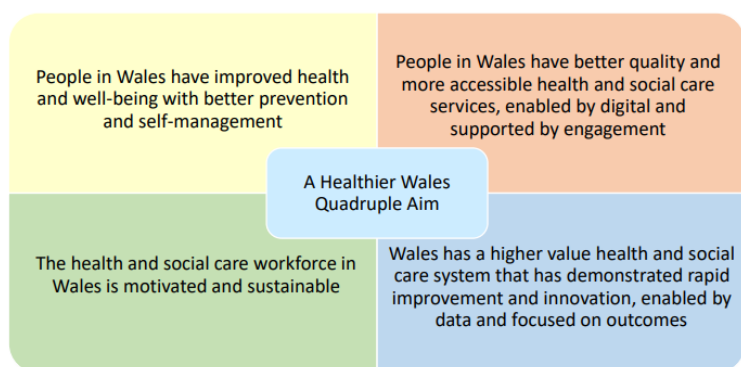 People in Wales have improved health
and well-being with better prevention
and self-management
People in Wales have better quality and
more accessible health and social care
services, enabled by digital and
supported by engagement
A Healthier Wales
Quadruple Aim
The health and social care workforce in
Wales is motivated and sustainable
Wales has a higher value health and social
care system that has demonstrated rapid
improvement and innovation, enabled by
data and focused on outcomes